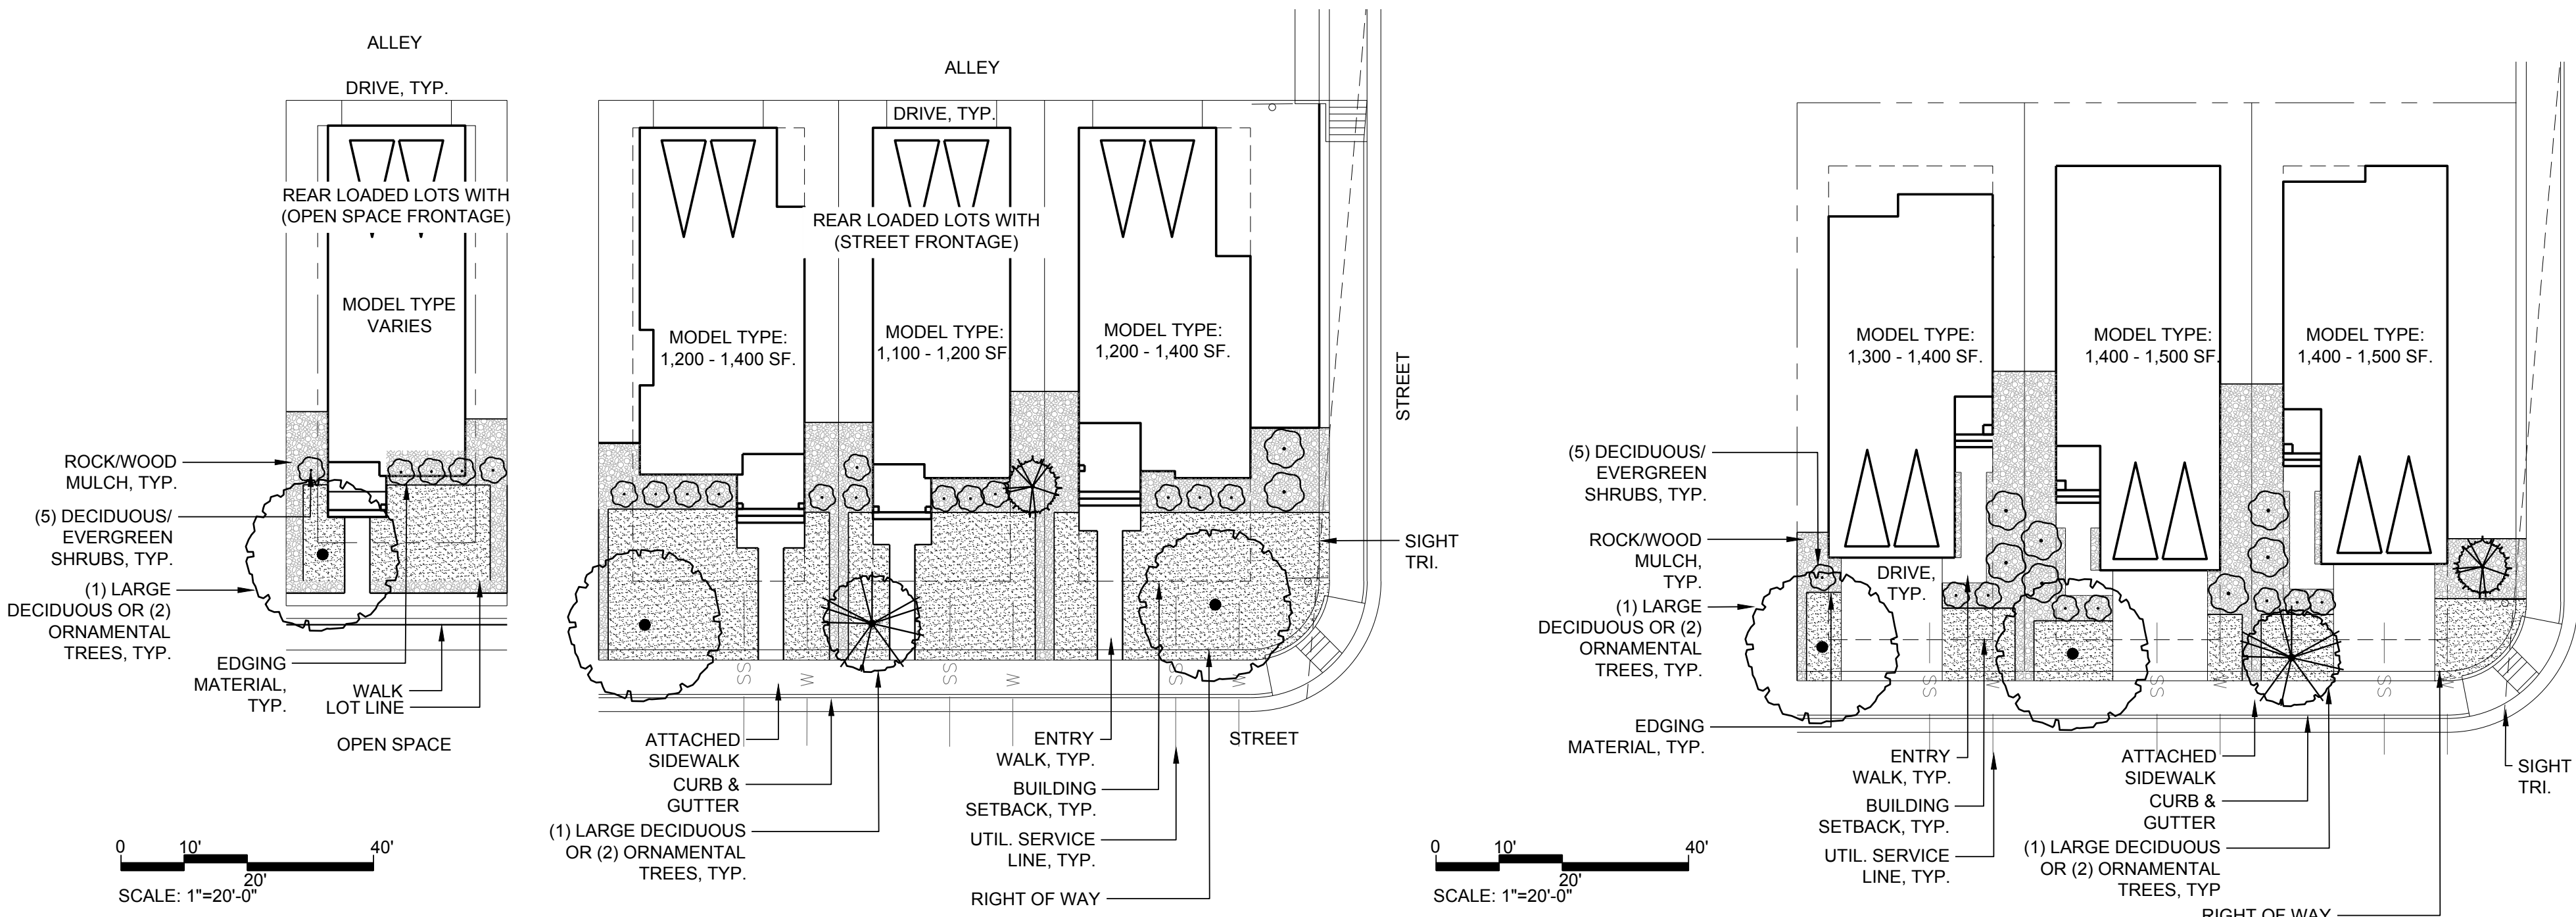 ALLEY
DRIVE, TYP.
REAR LOADED LOTS WITH
(OPEN SPACE FRONTAGE)
MODEL TYPE
VARIES
ROCK/WOOD
MULCH, TYP.
(5) DECIDUOUS/
EVERGREEN
SHRUBS, TYP.
(1) LARGE
DECIDUOUS OR (2)
ORNAMENTAL
TREES, TYP.
EDGING
MATERIAL,
TYP.
WALK
LOT LINE
OPEN SPACE
0
10'
40'
20'
SCALE: 1"=20'-0"
ALLEY
DRIVE, TYP.
REAR LOADED LOTS WITH
(STREET FRONTAGE)
MODEL TYPE:
1,200 - 1,400 SF.
MODEL TYPE:
1,100 - 1,200 SF.
MODEL TYPE:
1,200 - 1,400 SF.
STREET
SIGHT
TRI.
SS
W
SS
W
SS
W
STREET
ATTACHED
SIDEWALK
CURB &
GUTTER
(1) LARGE DECIDUOUS
OR (2) ORNAMENTAL
TREES, TYP.
ENTRY
WALK, TYP.
BUILDING
SETBACK, TYP.
UTIL. SERVICE
LINE, TYP.
RIGHT OF WAY
MODEL TYPE:
1,300 - 1,400 SF.
MODEL TYPE:
1,400 - 1,500 SF.
MODEL TYPE:
1,400 - 1,500 SF.
(5) DECIDUOUS/
EVERGREEN
SHRUBS, TYP.
ROCK/WOOD
MULCH,
TYP.
(1) LARGE
DECIDUOUS OR (2)
ORNAMENTAL
TREES, TYP.
EDGING
MATERIAL, TYP.
DRIVE,
TYP.
SS
W
SS
W
SS
W
ENTRY
WALK, TYP.
BUILDING
SETBACK, TYP.
UTIL. SERVICE
LINE, TYP.
ATTACHED
SIDEWALK
CURB &
GUTTER
(1) LARGE DECIDUOUS
OR (2) ORNAMENTAL
TREES, TYP
RIGHT OF WAY
SIGHT
TRI.
0
10'
40'
20'
SCALE: 1"=20'-0"